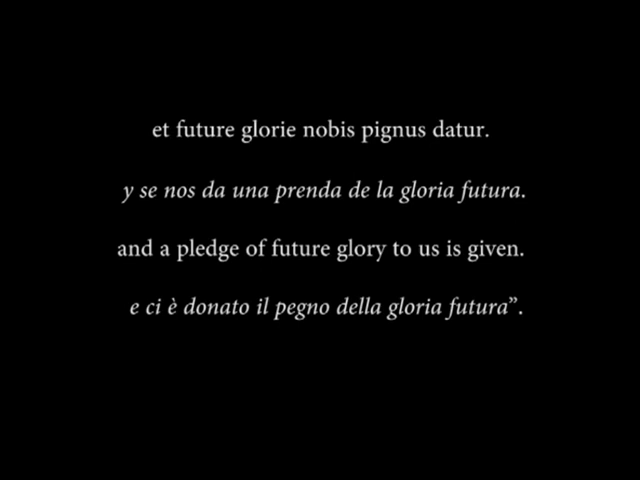 et future glorie nobis pignus datur.
y se nos da una prenda de la gloria futura.
and a pledge of future glory to us is given.
e ci è donato il pegno della gloria futura”.